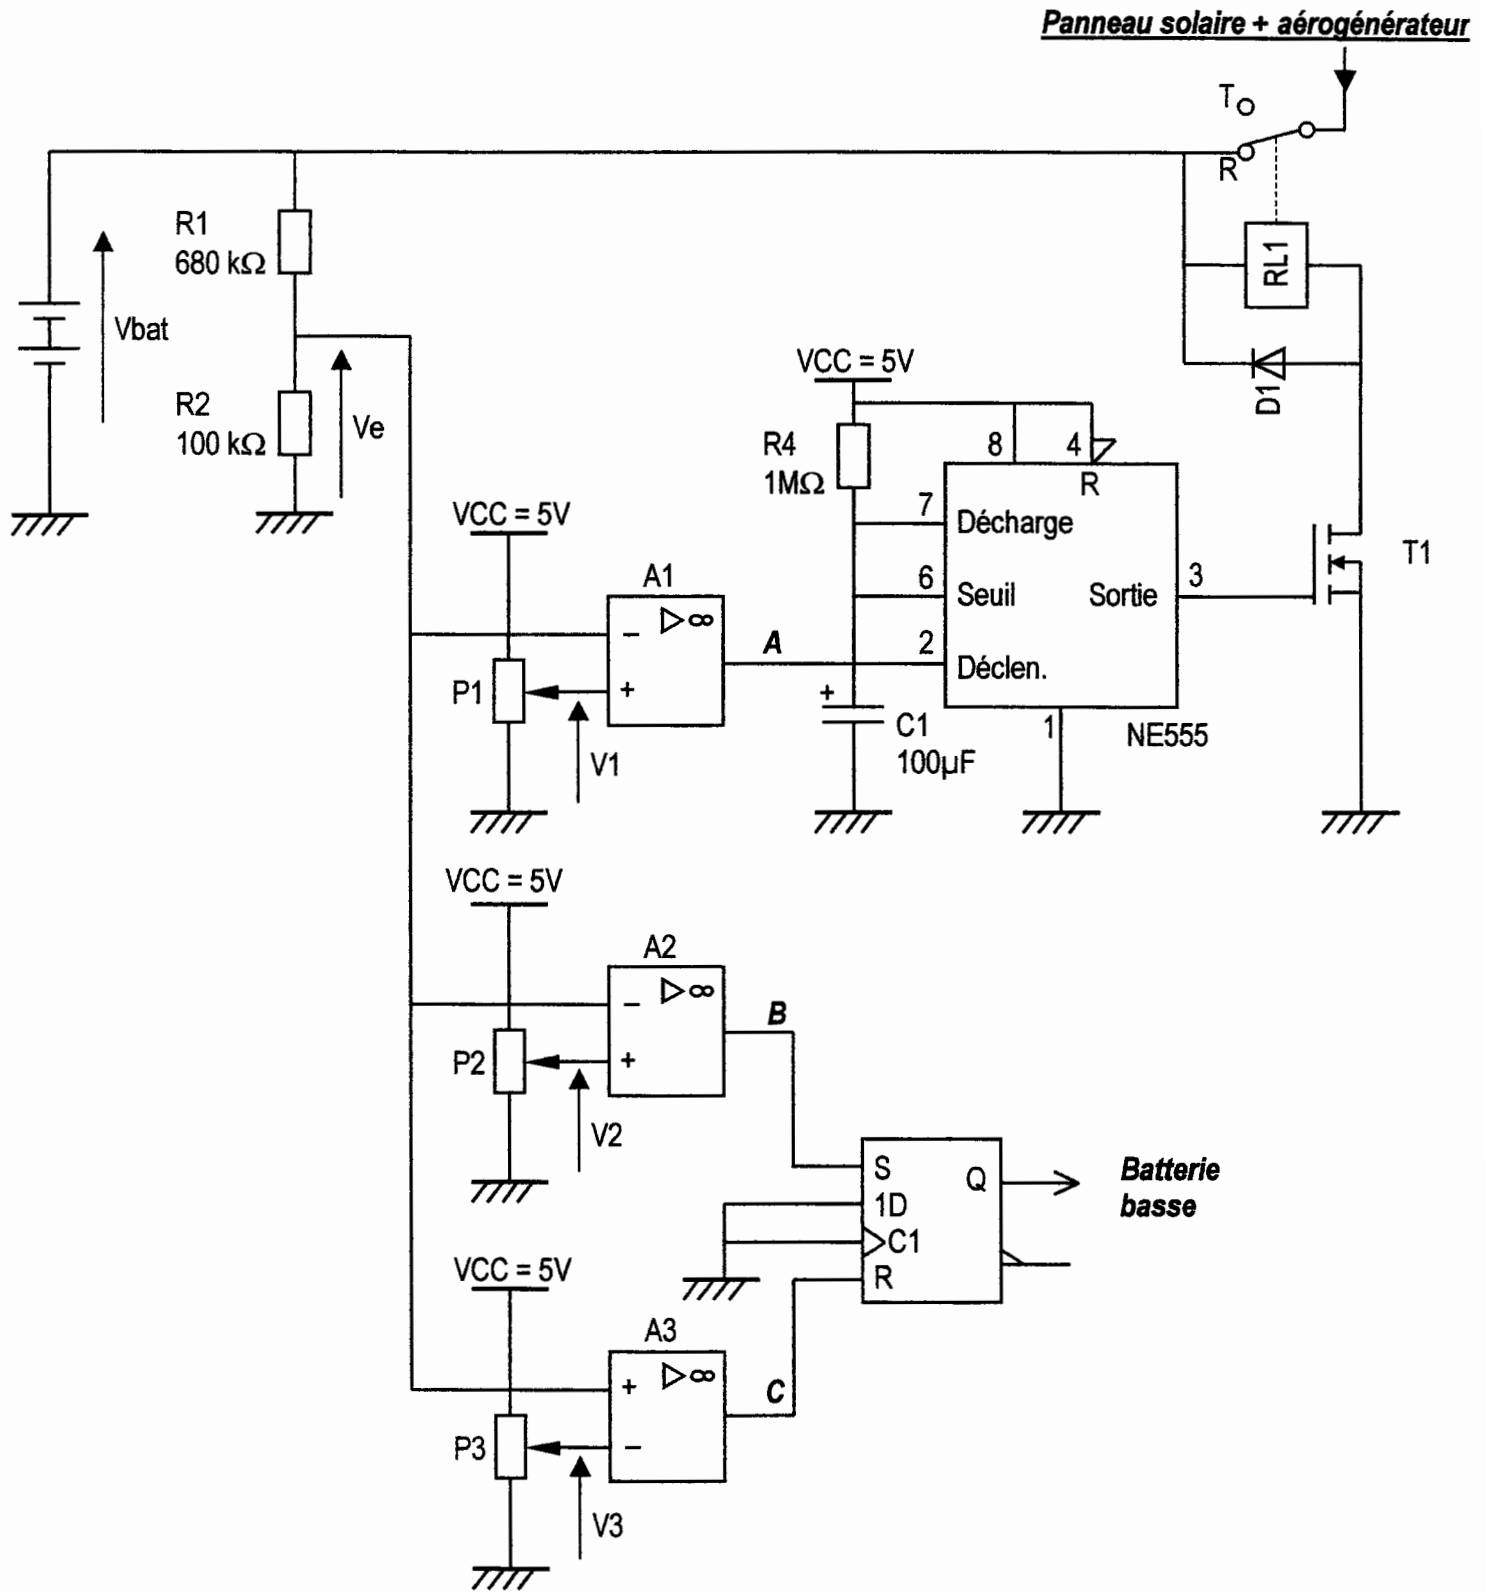 Panneau solaire + aérogénérateur
T
R
R1
680 kΩ
Vbat
RL1
VCC = 5V
D1
R2
100 kΩ
Ve
R4
1MΩ
8
4
R
7
Décharge
VCC = 5V
T1
A1
6
Seuil
Sortie
3
▷∞
−
A
2
Déclen.
P1
+
+
C1
100µF
1
NE555
V1
VCC = 5V
A2
▷∞
−
B
P2
+
V2
S
Q
Batterie
basse
1D
C1
R
VCC = 5V
A3
▷∞
+
C
P3
−
V3